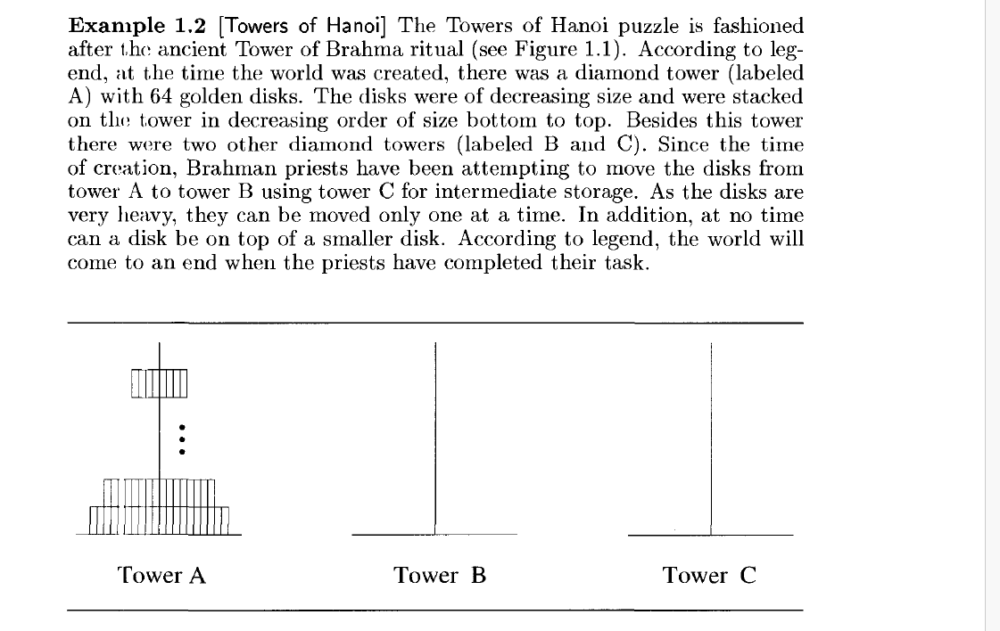 Example 1.2 [Towers of Hanoi] The Towers of Hanoi puzzle is fashioned
after the ancient Tower of Brahma ritual (see Figure 1.1). According to leg-
end, at the time the world was created, there was a diamond tower (labeled
A) with 64 golden disks. The disks were of decreasing size and were stacked
on the tower in decreasing order of size bottom to top. Besides this tower
there were two other diamond towers (labeled B and C). Since the time
of creation, Brahman priests have been attempting to move the disks from
tower A to tower B using tower C for intermediate storage. As the disks are
very heavy, they can be moved only one at a time. In addition, at no time
can a disk be on top of a smaller disk. According to legend, the world will
come to an end when the priests have completed their task.
Tower A
Tower B
Tower C